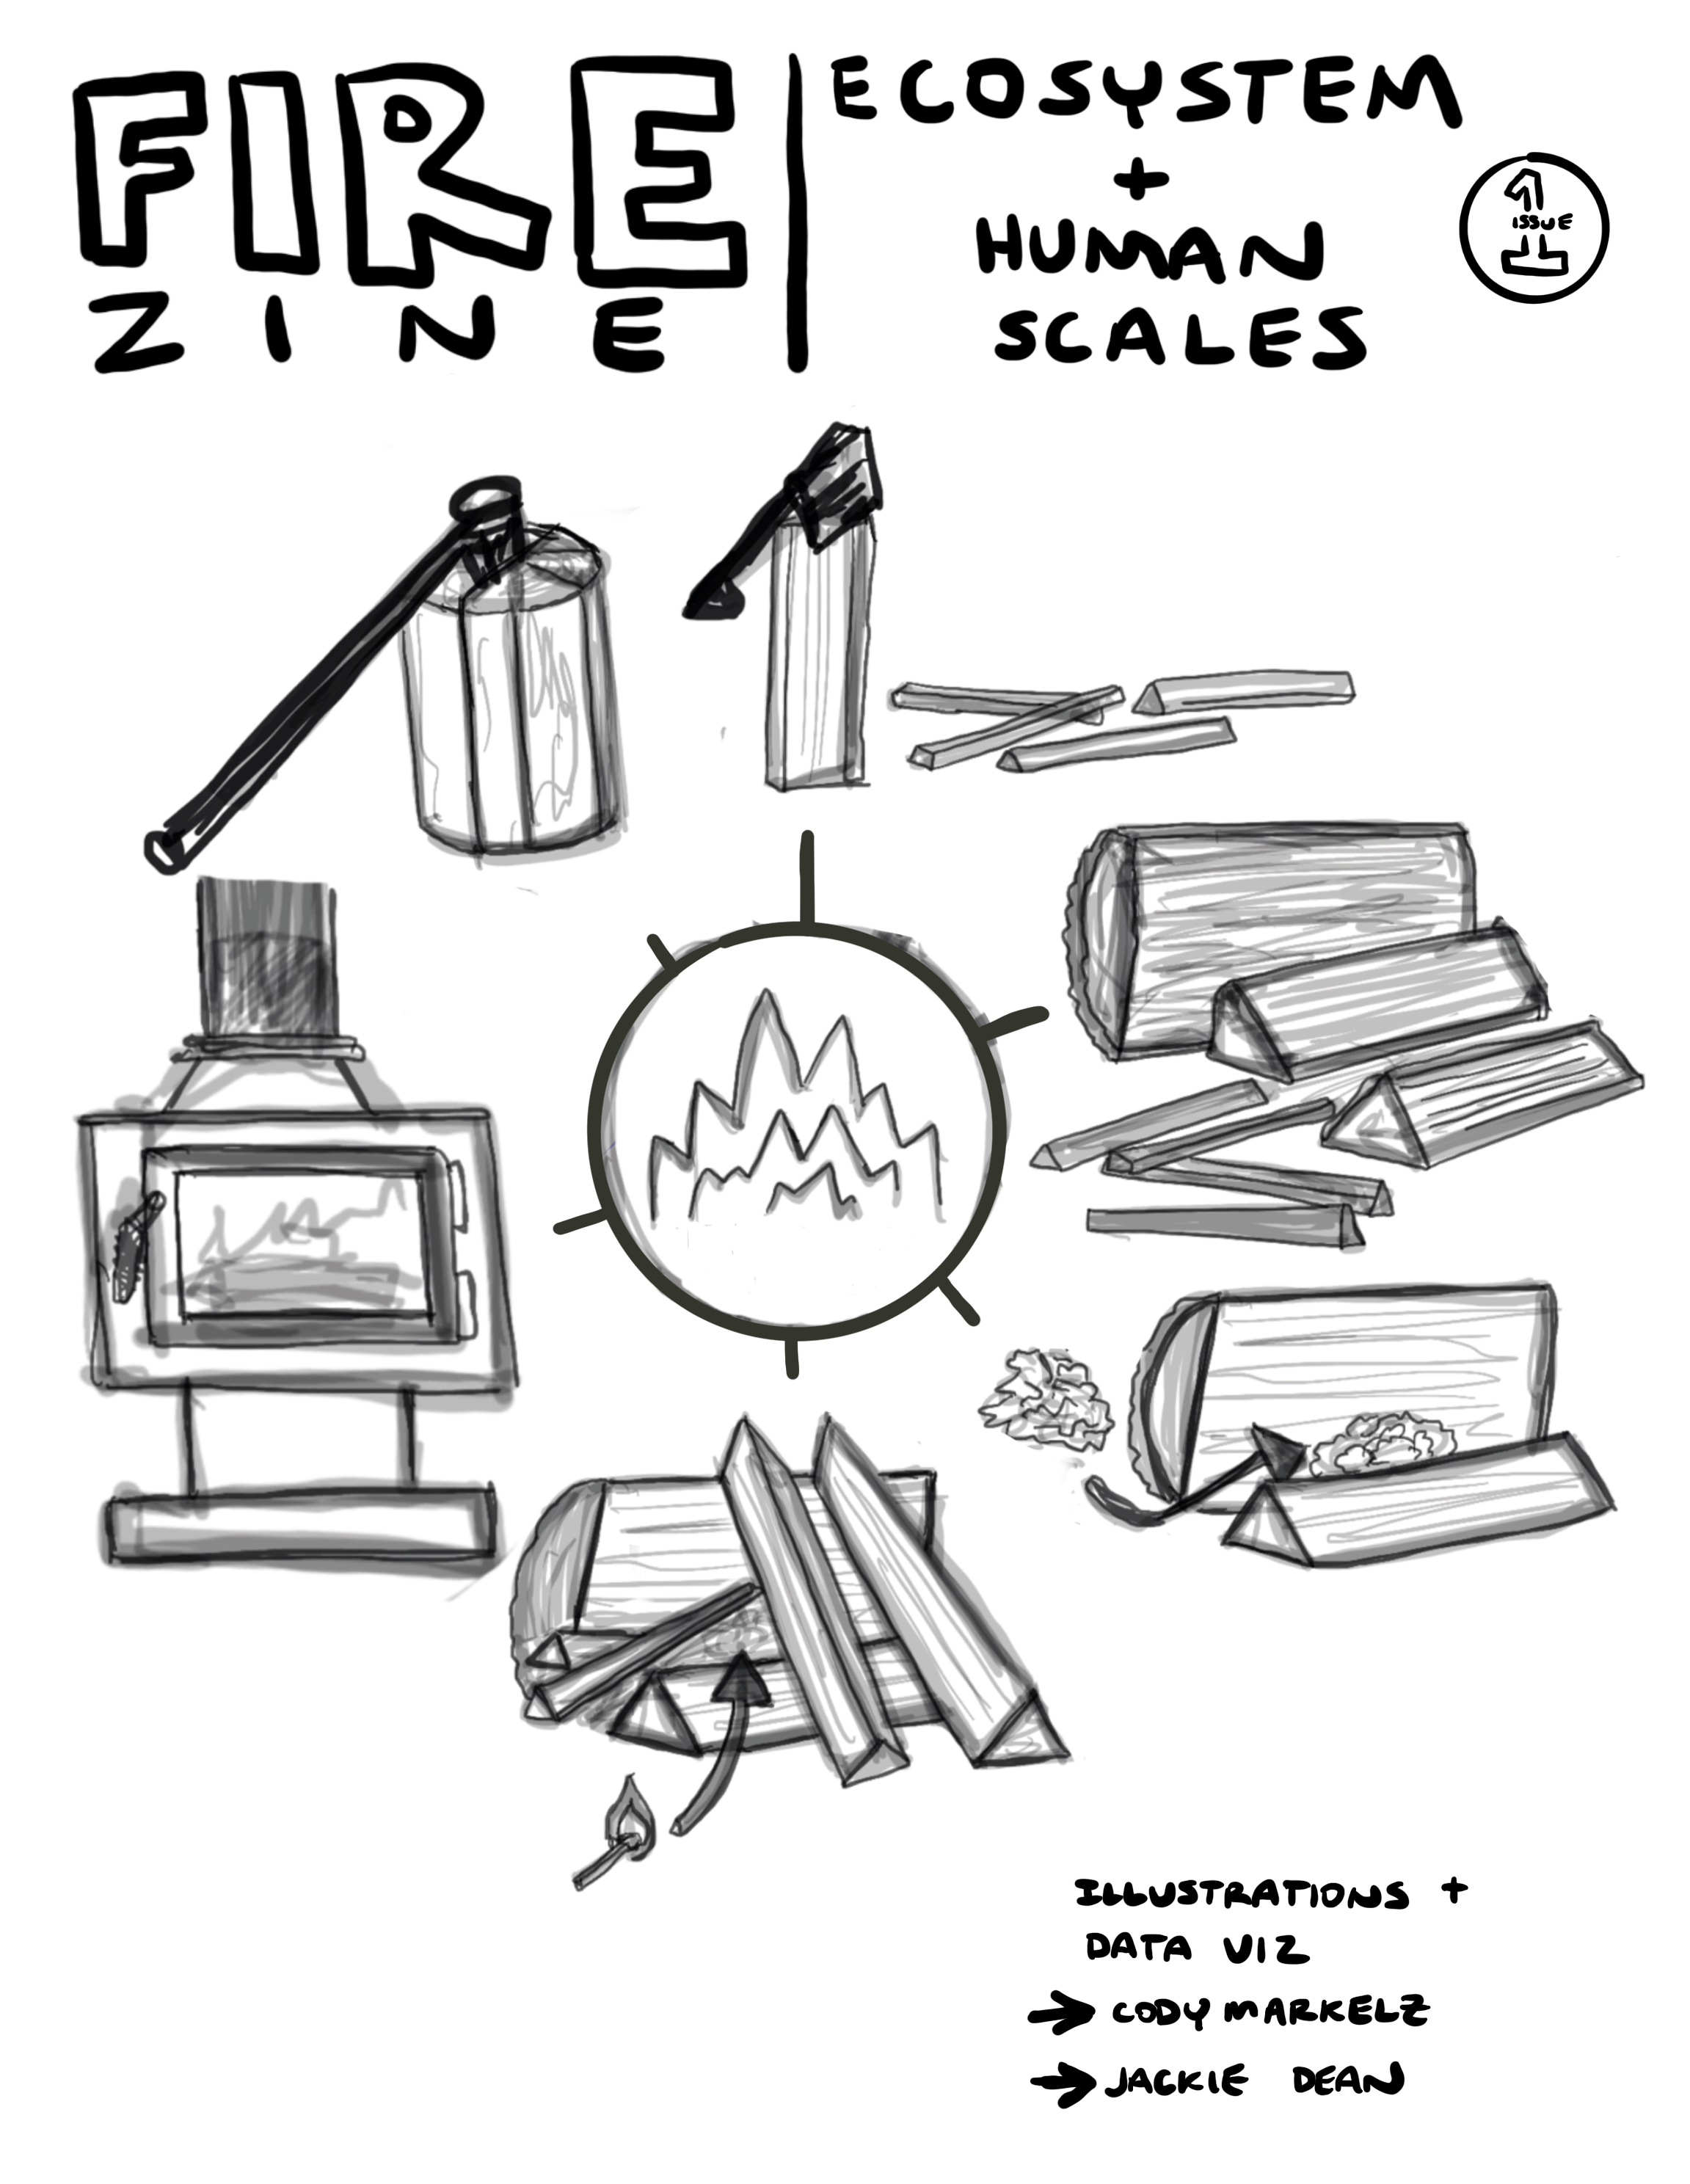 FIRE
ZINE
ECOSYSTEM
+
HUMAN
SCALES
1
ISSUE
ILLUSTRATIONS +
DATA VIZ
→ CODY MARKELZ
→ JACKIE DEAN